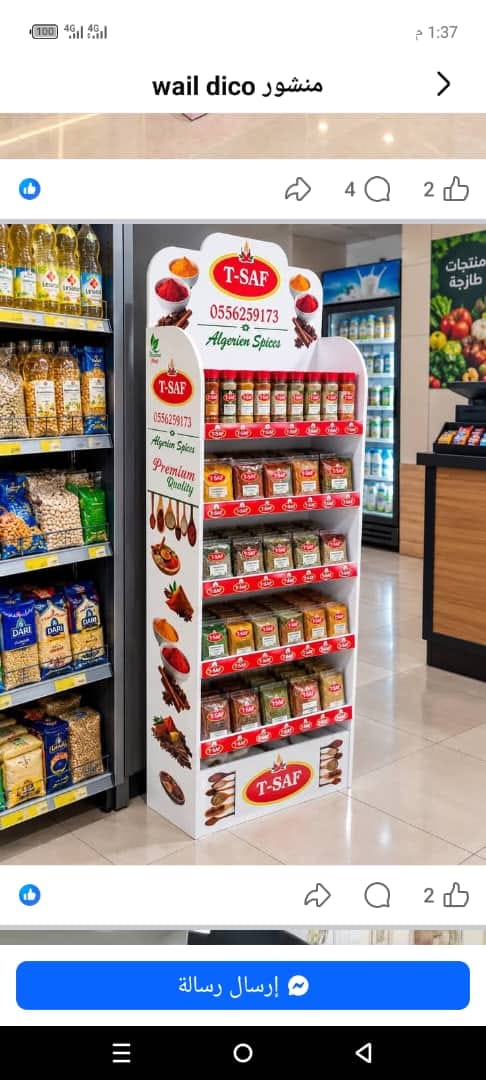 100 4G 4G 1:37 م
منشور wail dico
4 2
T-SAF
0556259173
Algerien Spices
منتجات
طازجة
T-SAF
0556259173
Algerien Spices
Premium
Quality
DARI
DARI
DARI
T-SAF
2
إرسال رسالة